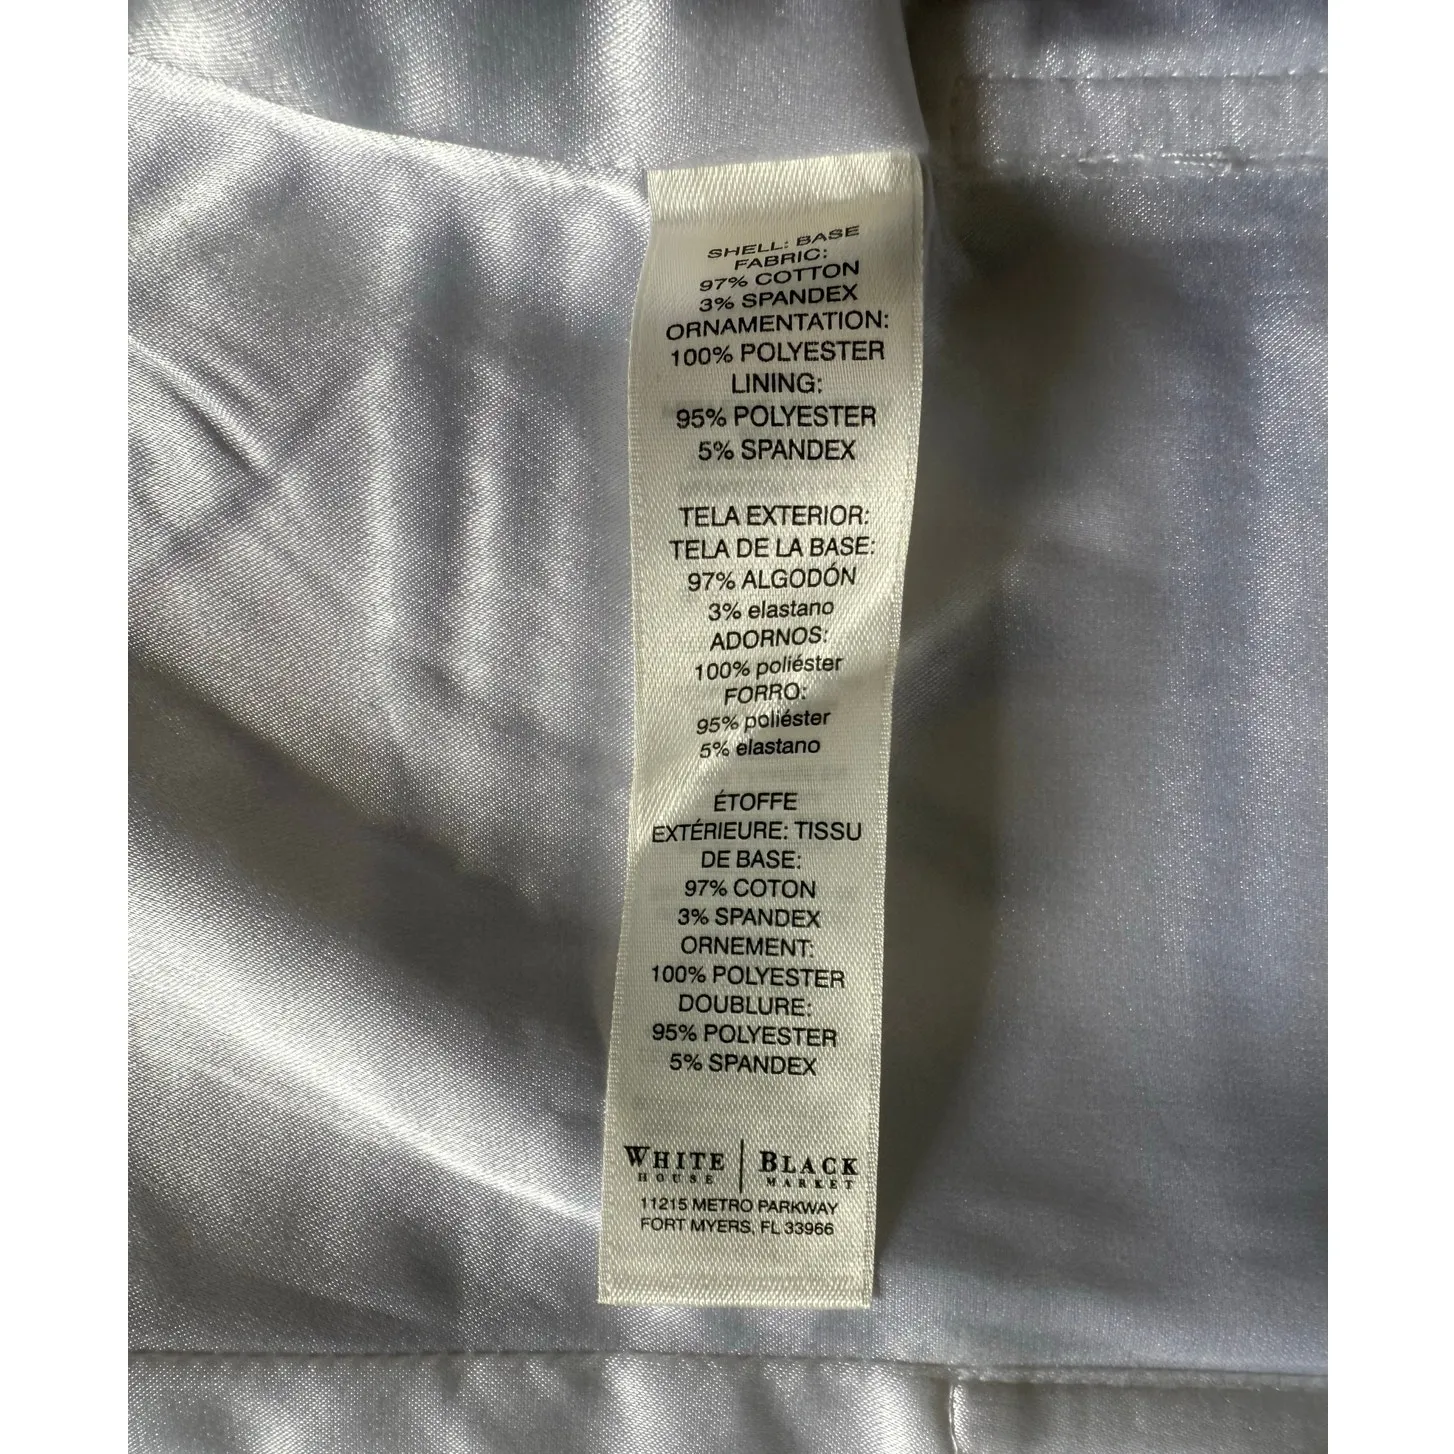 SHELL: BASE
FABRIC:
97% COTTON
3% SPANDEX
ORNAMENTATION:
100% POLYESTER
LINING:
95% POLYESTER
5% SPANDEX
TELA EXTERIOR:
TELA DE LA BASE:
97% ALGODÓN
3% elastano
ADORNOS:
100% poliéster
FORRO:
95% poliéster
5% elastano
ÉTOFFE
EXTÉRIEURE: TISSU
DE BASE:
97% COTON
3% SPANDEX
ORNEMENT:
100% POLYESTER
DOUBLURE:
95% POLYESTER
5% SPANDEX
WHITE | BLACK
HOUSE MARKET
11215 METRO PARKWAY
FORT MYERS, FL 33966